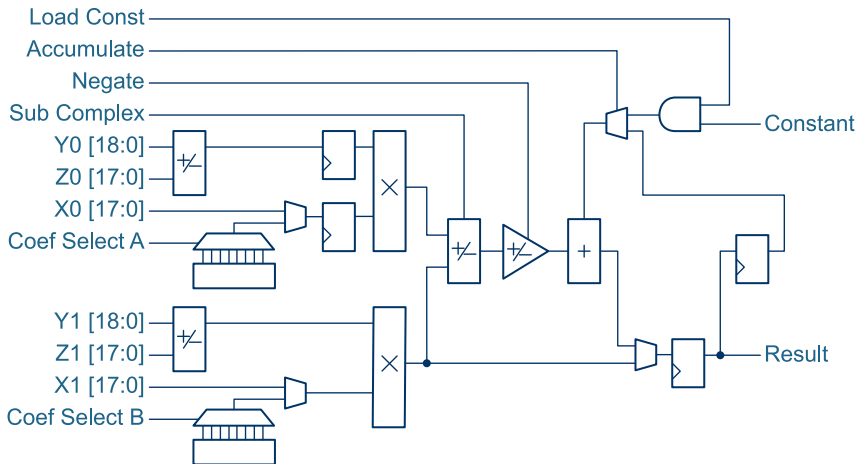 Load Const
Accumulate
Negate
Sub Complex
Y0 [18:0]
Z0 [17:0]
X0 [17:0]
Coef Select A
Y1 [18:0]
Z1 [17:0]
X1 [17:0]
Coef Select B
+/−
+/−
×
×
+/−
+/−
+
Constant
Result